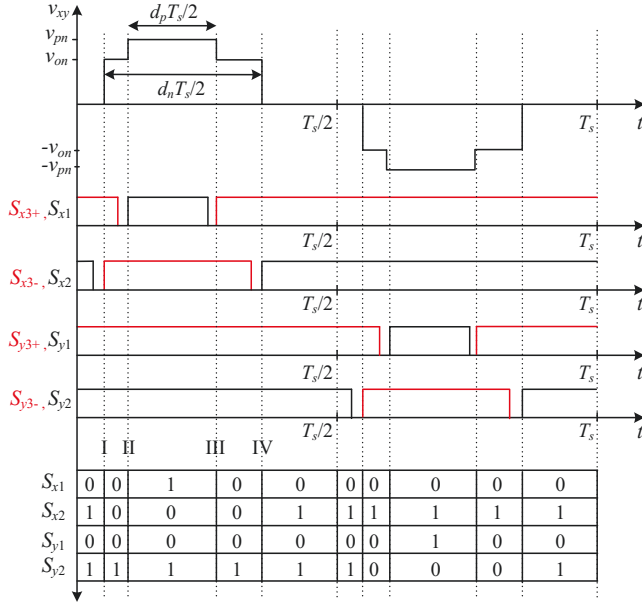 v_xy
d_pT_s/2
v_pn
v_on
d_nT_s/2
T_s/2 T_s t
-v_on
-v_pn
S_x3+, S_x1
T_s/2 T_s t
S_x3-, S_x2
T_s/2 T_s t
S_y3+, S_y1
T_s/2 T_s t
S_y3-, S_y2
T_s/2 T_s t
I II III IV
S_x1 0 0 1 0 0 0 0 0 0 0
S_x2 1 0 0 0 1 1 1 1 1 1
S_y1 0 0 0 0 0 0 0 1 0 0
S_y2 1 1 1 1 1 1 0 0 0 1